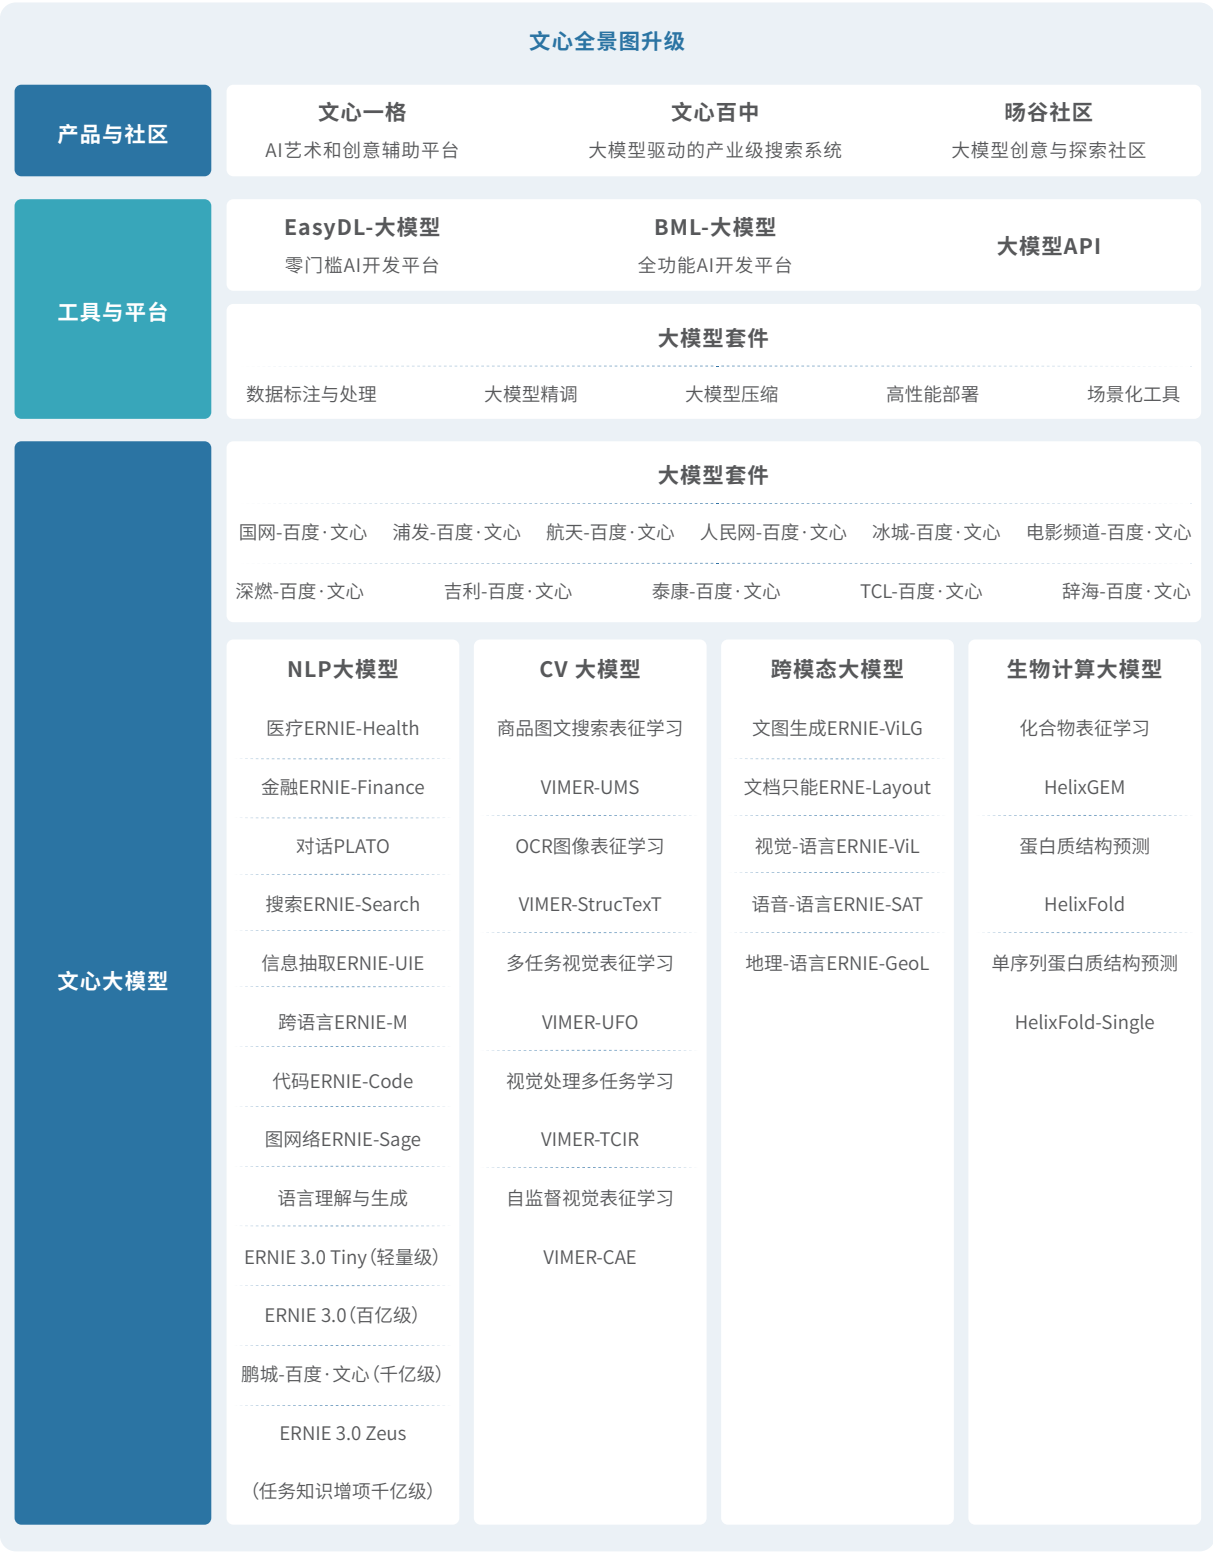 文心全景图升级
产品与社区
文心一格
文心百中
旸谷社区
AI艺术和创意辅助平台
大模型驱动的产业级搜索系统
大模型创意与探索社区
工具与平台
EasyDL-大模型
BML-大模型
大模型API
零门槛AI开发平台
全功能AI开发平台
大模型套件
数据标注与处理
大模型精调
大模型压缩
高性能部署
场景化工具
文心大模型
大模型套件
国网-百度·文心
浦发-百度·文心
航天-百度·文心
人民网-百度·文心
冰城-百度·文心
电影频道-百度·文心
深燃-百度·文心
吉利-百度·文心
泰康-百度·文心
TCL-百度·文心
辞海-百度·文心
NLP大模型
医疗ERNIE-Health
金融ERNIE-Finance
对话PLATO
搜索ERNIE-Search
信息抽取ERNIE-UIE
跨语言ERNIE-M
代码ERNIE-Code
图网络ERNIE-Sage
语言理解与生成
ERNIE 3.0 Tiny（轻量级）
ERNIE 3.0（百亿级）
鹏城-百度·文心（千亿级）
ERNIE 3.0 Zeus
（任务知识增项千亿级）
CV 大模型
商品图文搜索表征学习
VIMER-UMS
OCR图像表征学习
VIMER-StrucTexT
多任务视觉表征学习
VIMER-UFO
视觉处理多任务学习
VIMER-TCIR
自监督视觉表征学习
VIMER-CAE
跨模态大模型
文图生成ERNIE-ViLG
文档只能ERNE-Layout
视觉-语言ERNIE-ViL
语音-语言ERNIE-SAT
地理-语言ERNIE-GeoL
生物计算大模型
化合物表征学习
HelixGEM
蛋白质结构预测
HelixFold
单序列蛋白质结构预测
HelixFold-Single